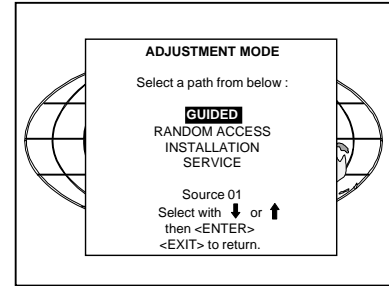 ADJUSTMENT MODE
Select a path from below :
GUIDED
RANDOM ACCESS
INSTALLATION
SERVICE
Source 01
Select with ⬇ or ⬆
then <ENTER>
<EXIT> to return.